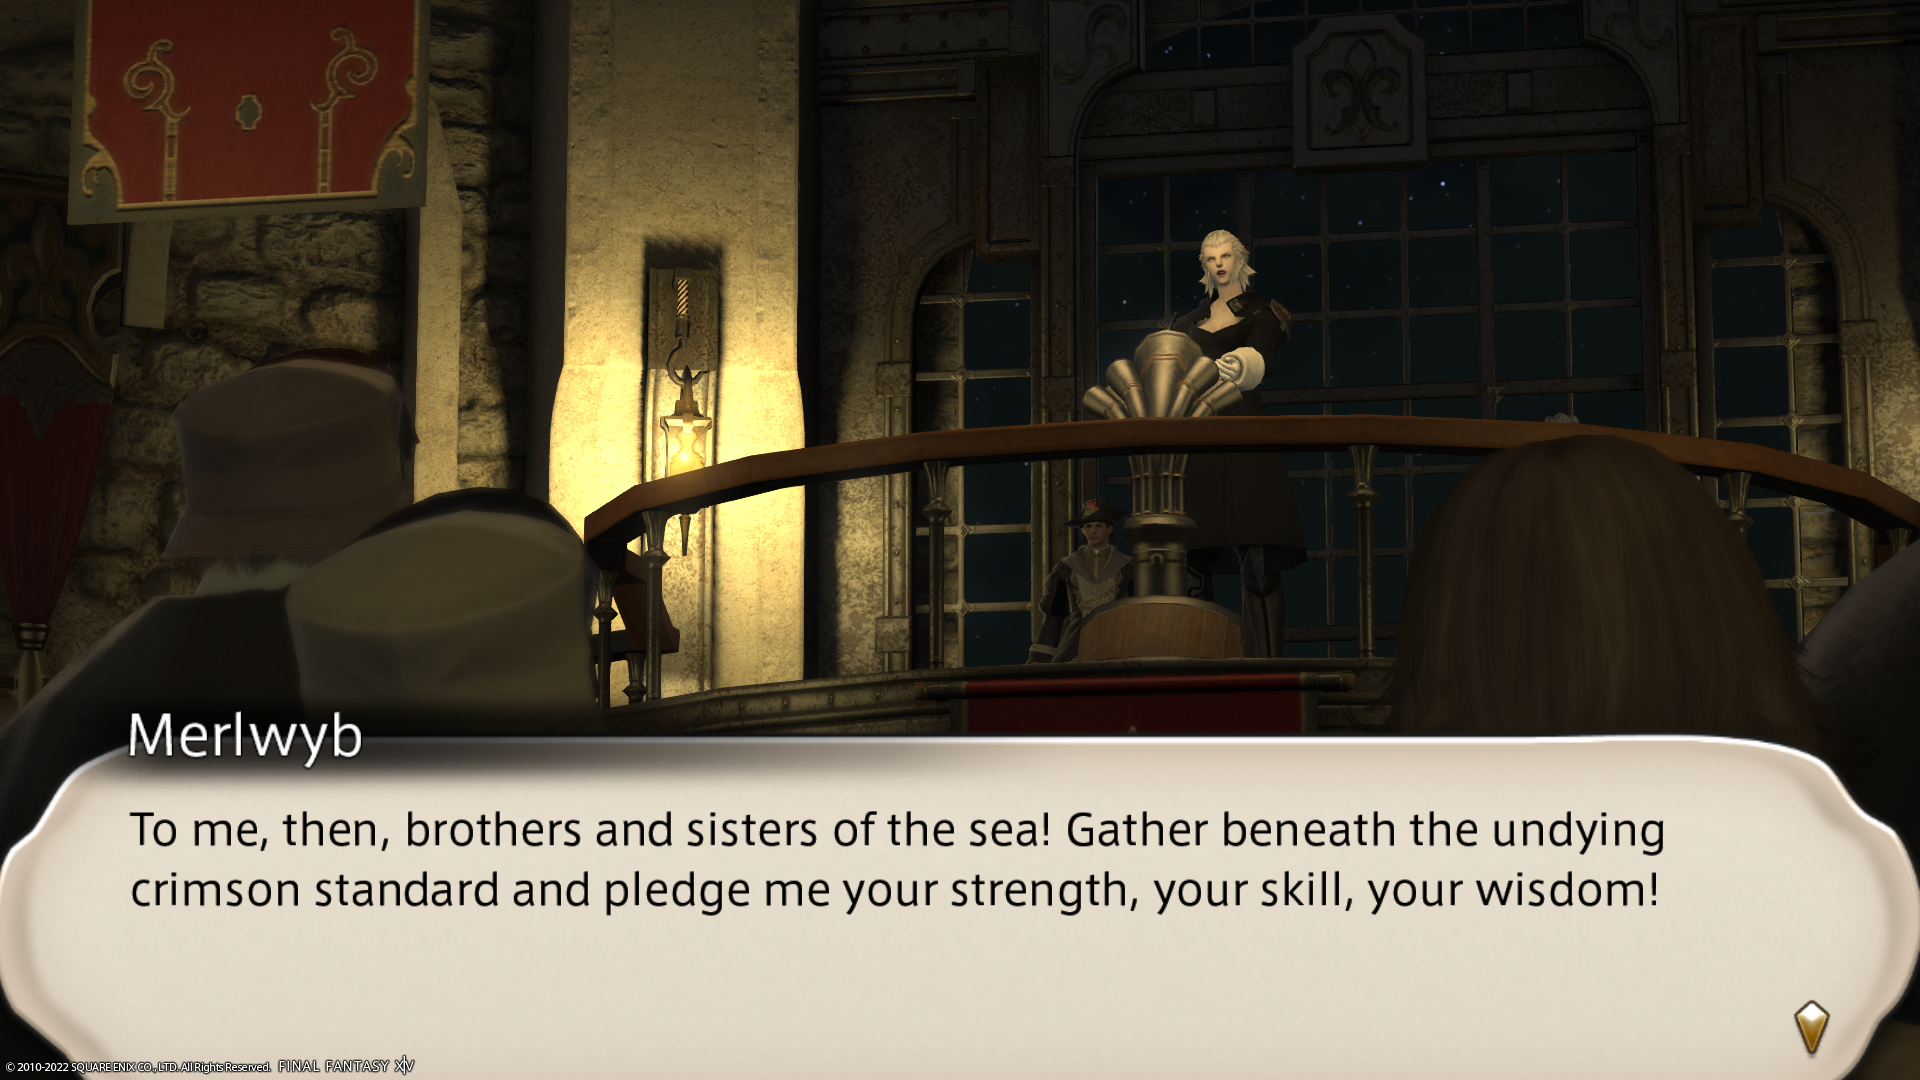 Merlwyb
To me, then, brothers and sisters of the sea! Gather beneath the undying
crimson standard and pledge me your strength, your skill, your wisdom!
© 2010-2022 SQUARE ENIX CO., LTD. All Rights Reserved. FINAL FANTASY XIV